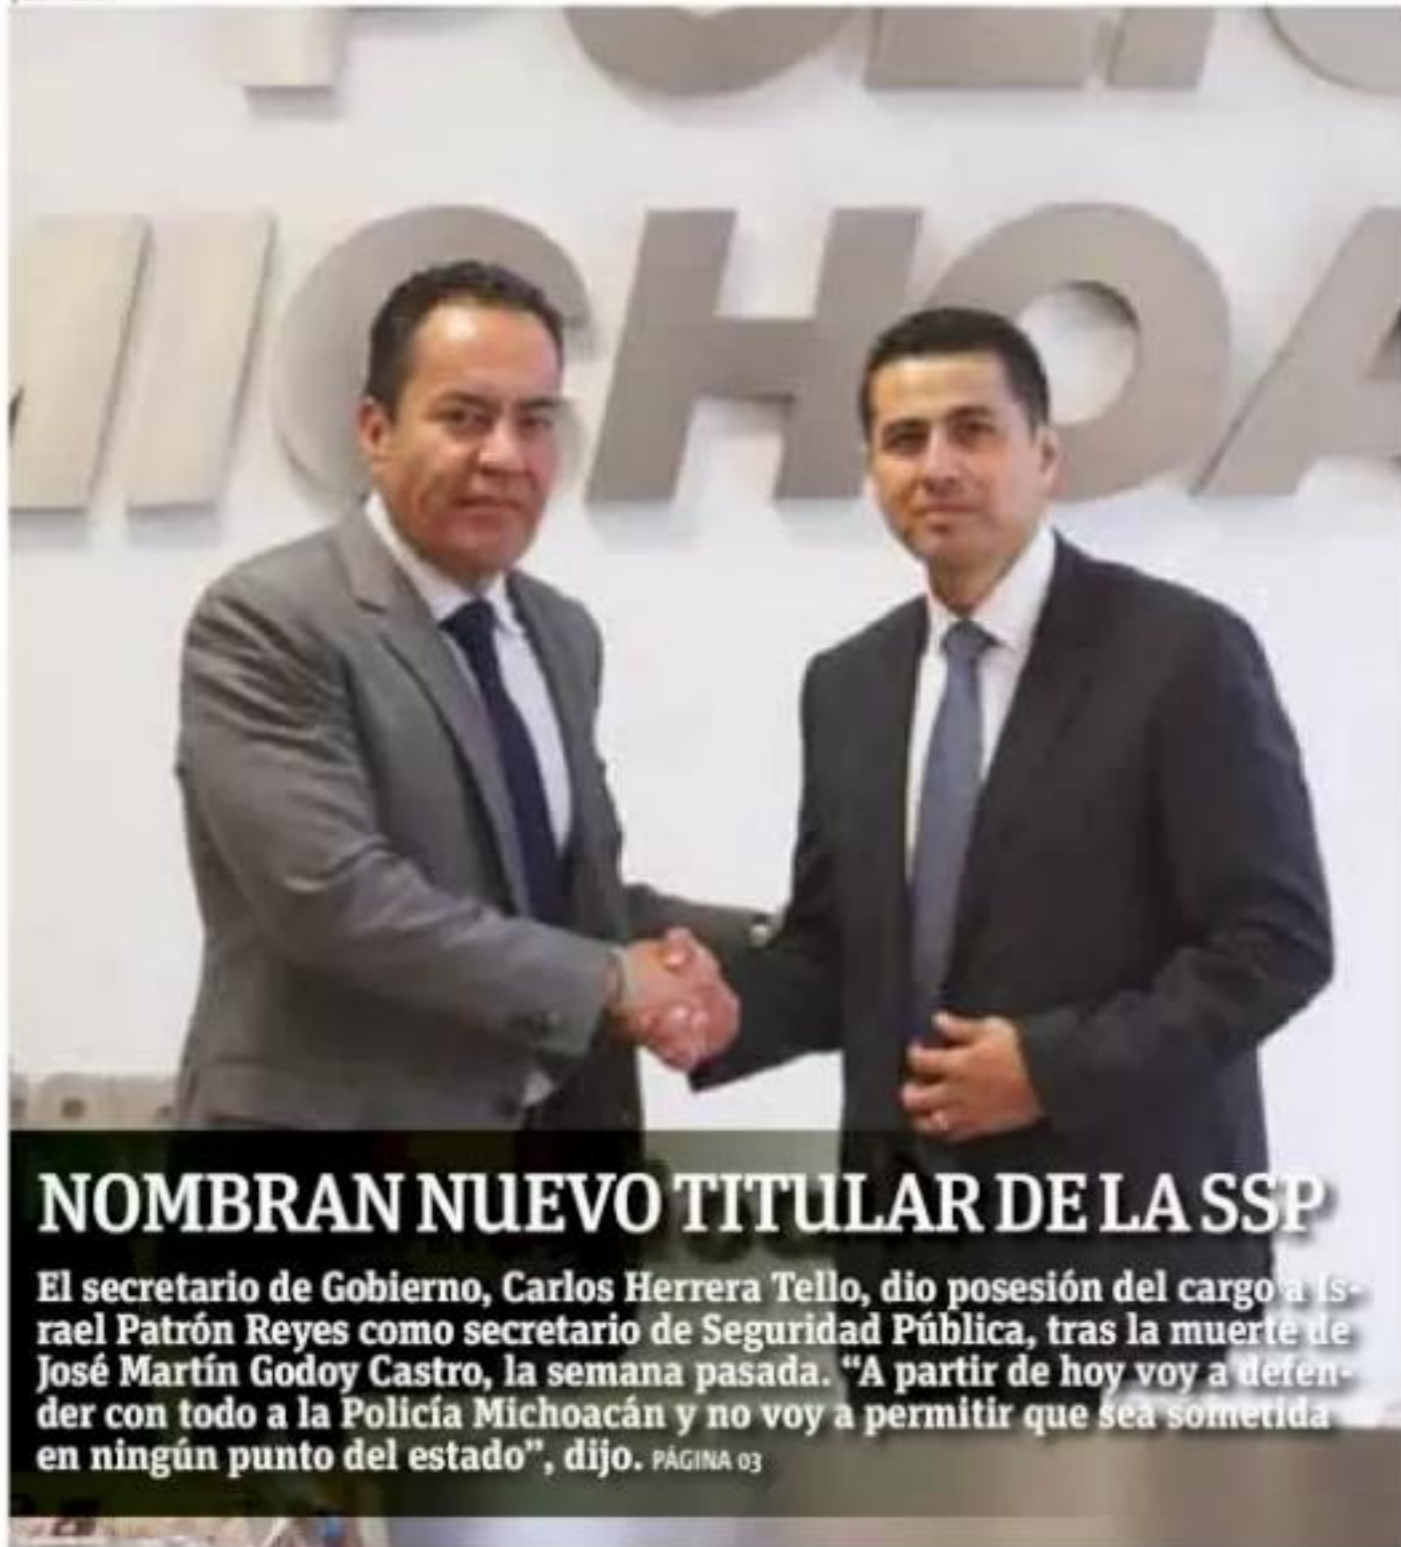 POLIC
MICHOA
NOMBRAN NUEVO TITULAR DE LA SSP
El secretario de Gobierno, Carlos Herrera Tello, dio posesión del cargo a Is-
rael Patrón Reyes como secretario de Seguridad Pública, tras la muerte de
José Martín Godoy Castro, la semana pasada. “A partir de hoy voy a defen-
der con todo a la Policía Michoacán y no voy a permitir que sea sometida
en ningún punto del estado”, dijo. PÁGINA 03